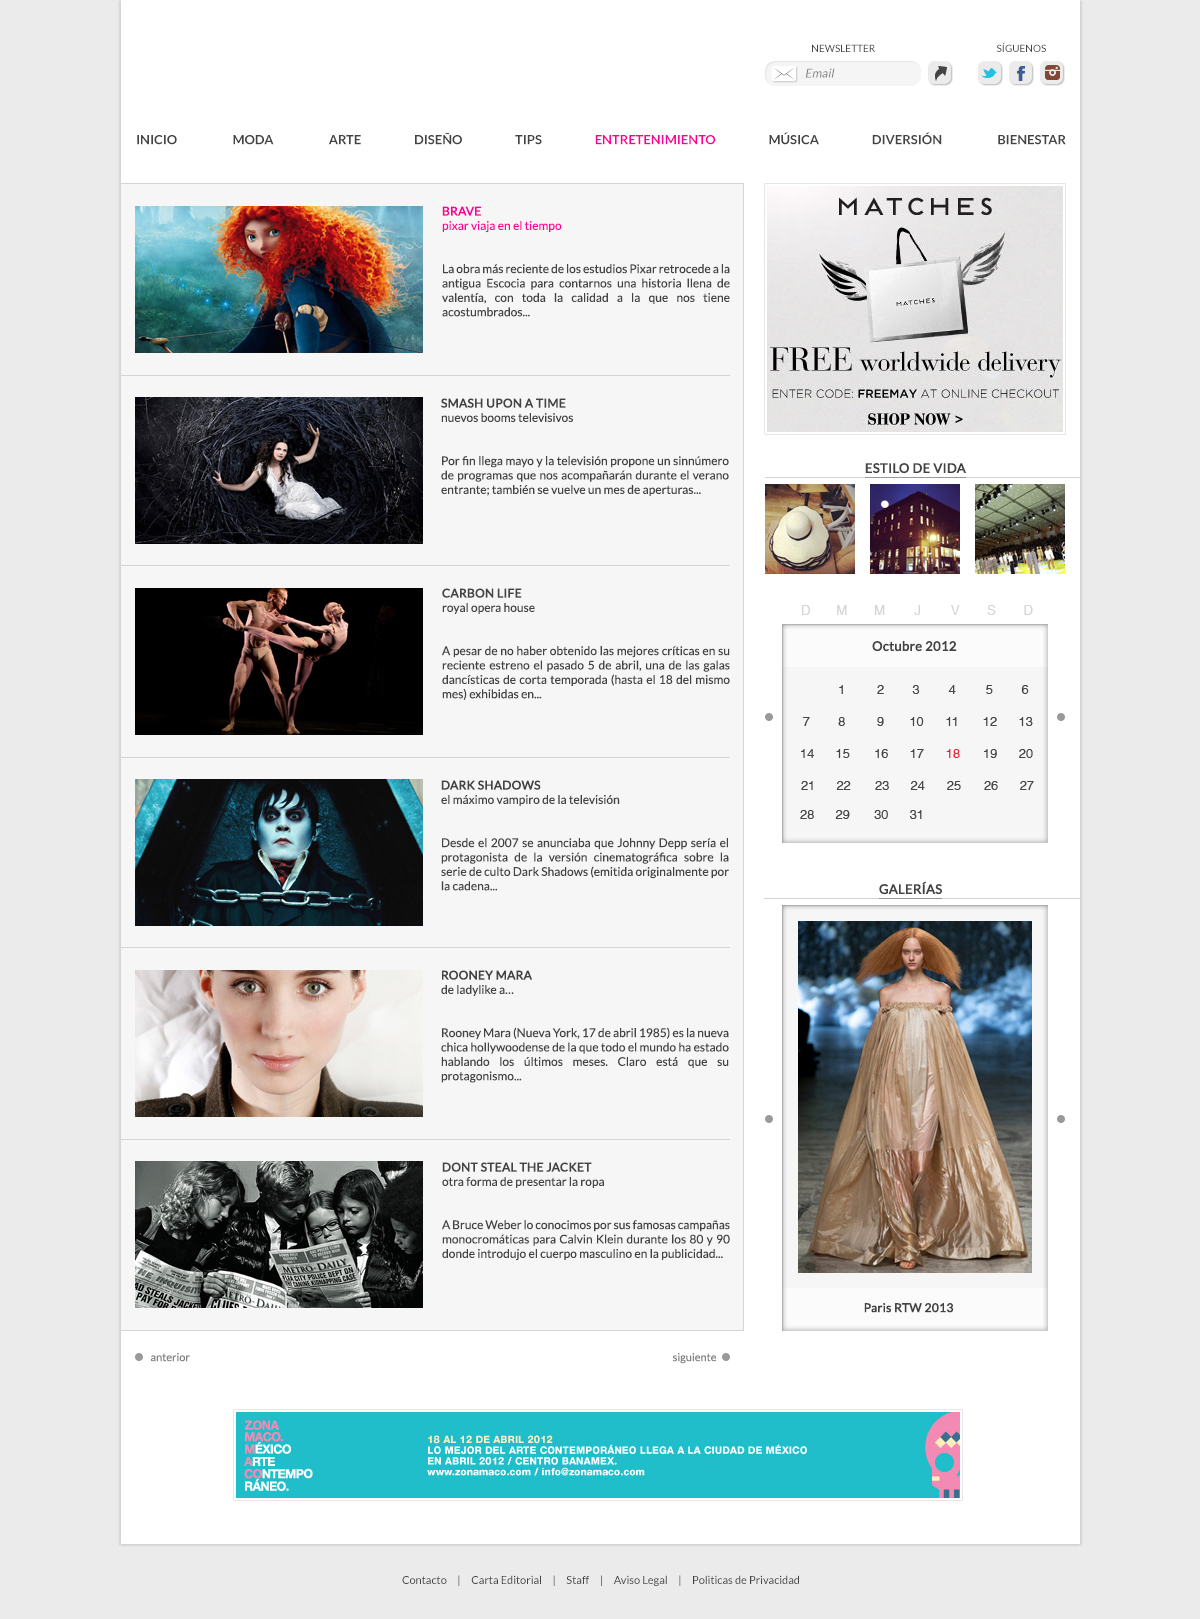 NEWSLETTER
SÍGUENOS
Email
INICIO MODA ARTE DISEÑO TIPS ENTRETENIMIENTO MÚSICA DIVERSIÓN BIENESTAR
BRAVE
pixar viaja en el tiempo
La obra más reciente de los estudios Pixar retrocede a la
antigua Escocia para contarnos una historia llena de
valentía, con toda la calidad a la que nos tiene
acostumbrados...
SMASH UPON A TIME
nuevos booms televisivos
Por fin llega mayo y la televisión propone un sinnúmero
de programas que nos acompañarán durante el verano
entrante; también se vuelve un mes de aperturas...
CARBON LIFE
royal opera house
A pesar de no haber obtenido las mejores críticas en su
reciente estreno el pasado 5 de abril, una de las galas
dancísticas de corta temporada (hasta el 18 del mismo
mes) exhibidas en...
DARK SHADOWS
el máximo vampiro de la televisión
Desde el 2007 se anunciaba que Johnny Depp sería el
protagonista de la versión cinematográfica sobre la
serie de culto Dark Shadows (emitida originalmente por
la cadena...
ROONEY MARA
de ladylike a...
Rooney Mara (Nueva York, 17 de abril 1985) es la nueva
chica hollywoodense de la que todo el mundo ha estado
hablando los últimos meses. Claro está que su
protagonismo...
METRO-DAILY
DONT STEAL THE JACKET
otra forma de presentar la ropa
A Bruce Weber lo conocimos por sus famosas campañas
monocromáticas para Calvin Klein durante los 80 y 90
donde introdujo el cuerpo masculino en la publicidad...
anterior
siguiente
MATCHES
MATCHES
FREE worldwide delivery
ENTER CODE: FREEMAY AT ONLINE CHECKOUT
SHOP NOW >
ESTILO DE VIDA
D M M J V S D
Octubre 2012
1 2 3 4 5 6
7 8 9 10 11 12 13
14 15 16 17 18 19 20
21 22 23 24 25 26 27
28 29 30 31
GALERÍAS
Paris RTW 2013
ZONA
MACO.
MÉXICO
ARTE
CONTEMPO
RÁNEO.
18 AL 12 DE ABRIL 2012
LO MEJOR DEL ARTE CONTEMPORÁNEO LLEGA A LA CIUDAD DE MÉXICO
EN ABRIL 2012 / CENTRO BANAMEX.
www.zonamaco.com / info@zonamaco.com
Contacto | Carta Editorial | Staff | Aviso Legal | Politicas de Privacidad